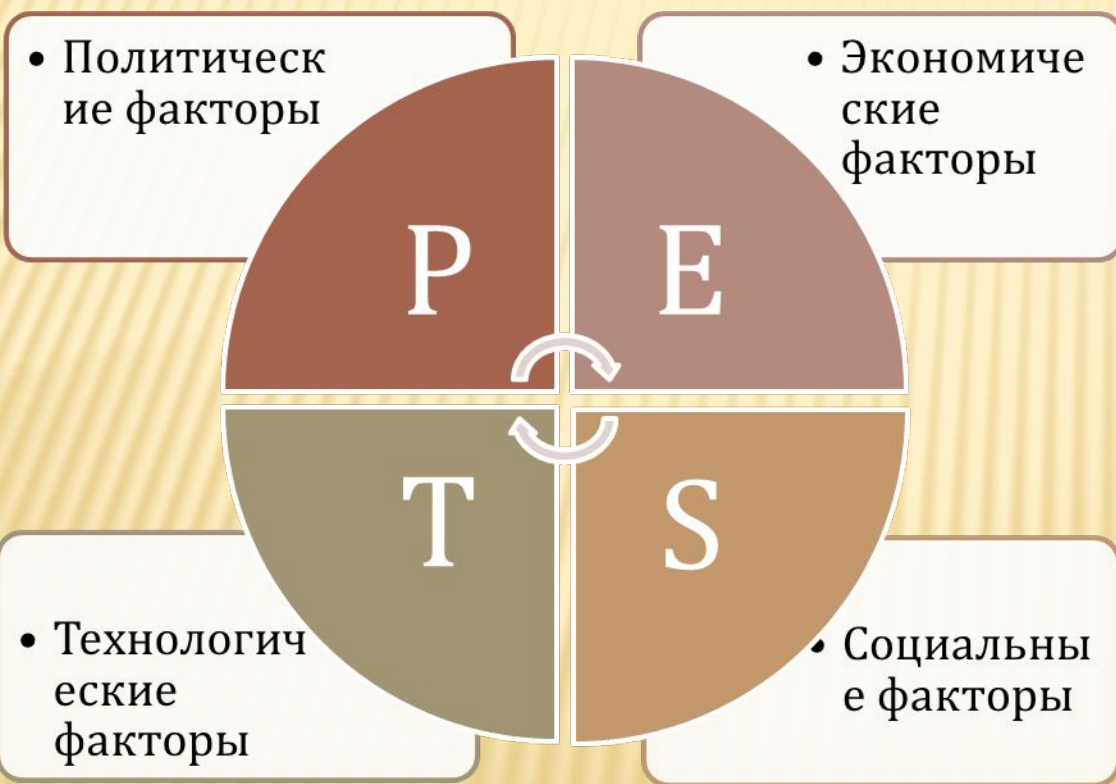 • Политическ
ие факторы
• Экономиче
ские
факторы
P
E
T
S
• Технологич
еские
факторы
• Социальны
е факторы